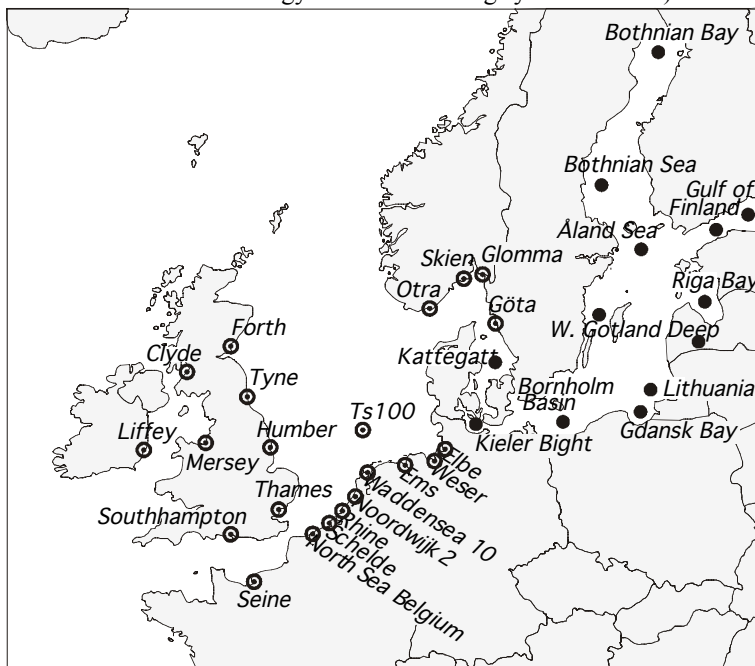 Bothnian Bay
Bothnian Sea
Gulf of
Finland
Åland Sea
Skien
Glomma
Otra
Riga Bay
Göta
W. Gotland Deep
Forth
Clyde
Kattegatt
Tyne
Bornholm
Basin
Lithuania
Ts100
Gdansk Bay
Liffey
Humber
Mersey
Kieler Bight
Elbe
Weser
Ems
Waddensea 10
Thames
Noordwijk 2
Southhampton
Rhine
Schelde
North Sea Belgium
Seine